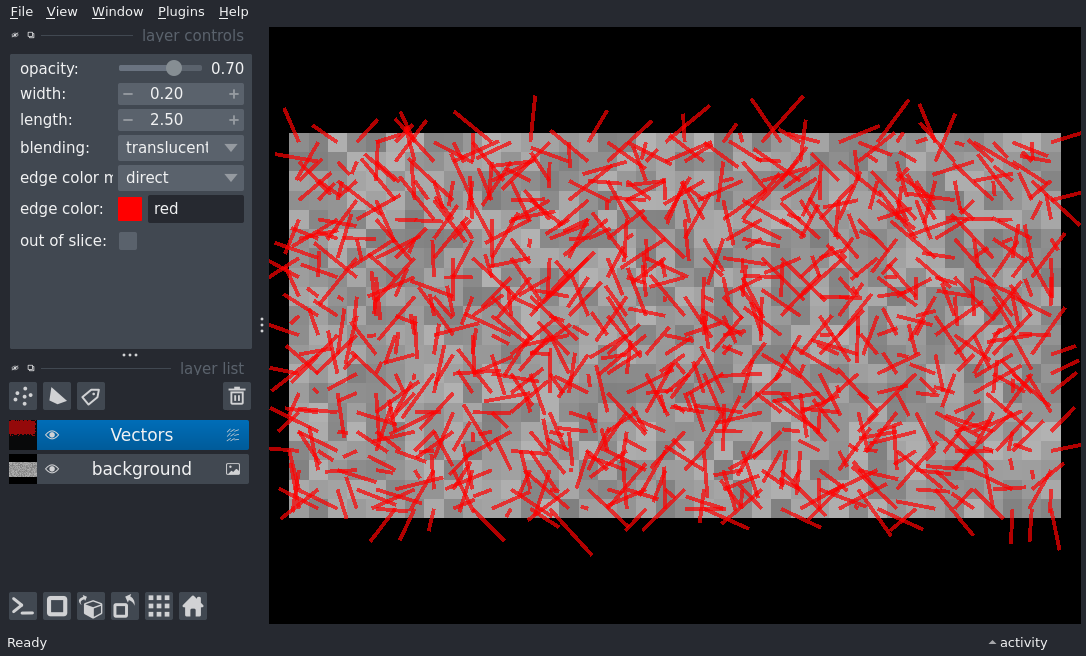 File View Window Plugins Help
layer controls
opacity: 0.70
width: 0.20
length: 2.50
blending: translucent
edge color m direct
edge color: red
out of slice:
layer list
Vectors
background
Ready
activity